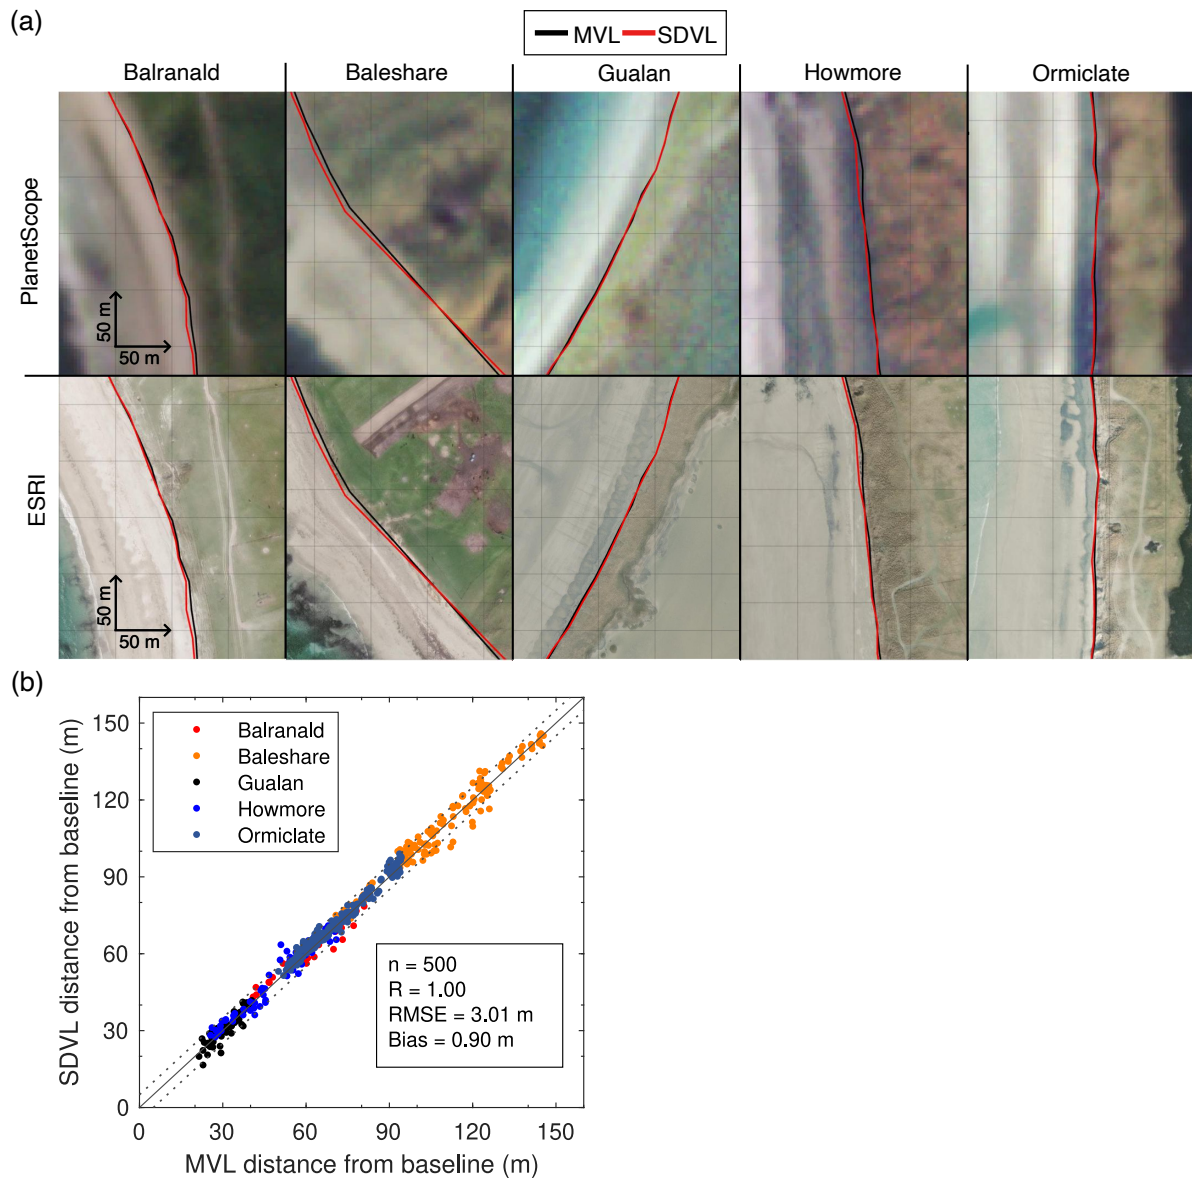 (a)
MVL SDVL
Balranald Baleshare Gualan Howmore Ormiclate
PlanetScope
50 m
50 m
ESRI
50 m
50 m
(b)
SDVL distance from baseline (m)
150
120
90
60
30
0
Balranald
Baleshare
Gualan
Howmore
Ormiclate
n = 500
R = 1.00
RMSE = 3.01 m
Bias = 0.90 m
0 30 60 90 120 150
MVL distance from baseline (m)